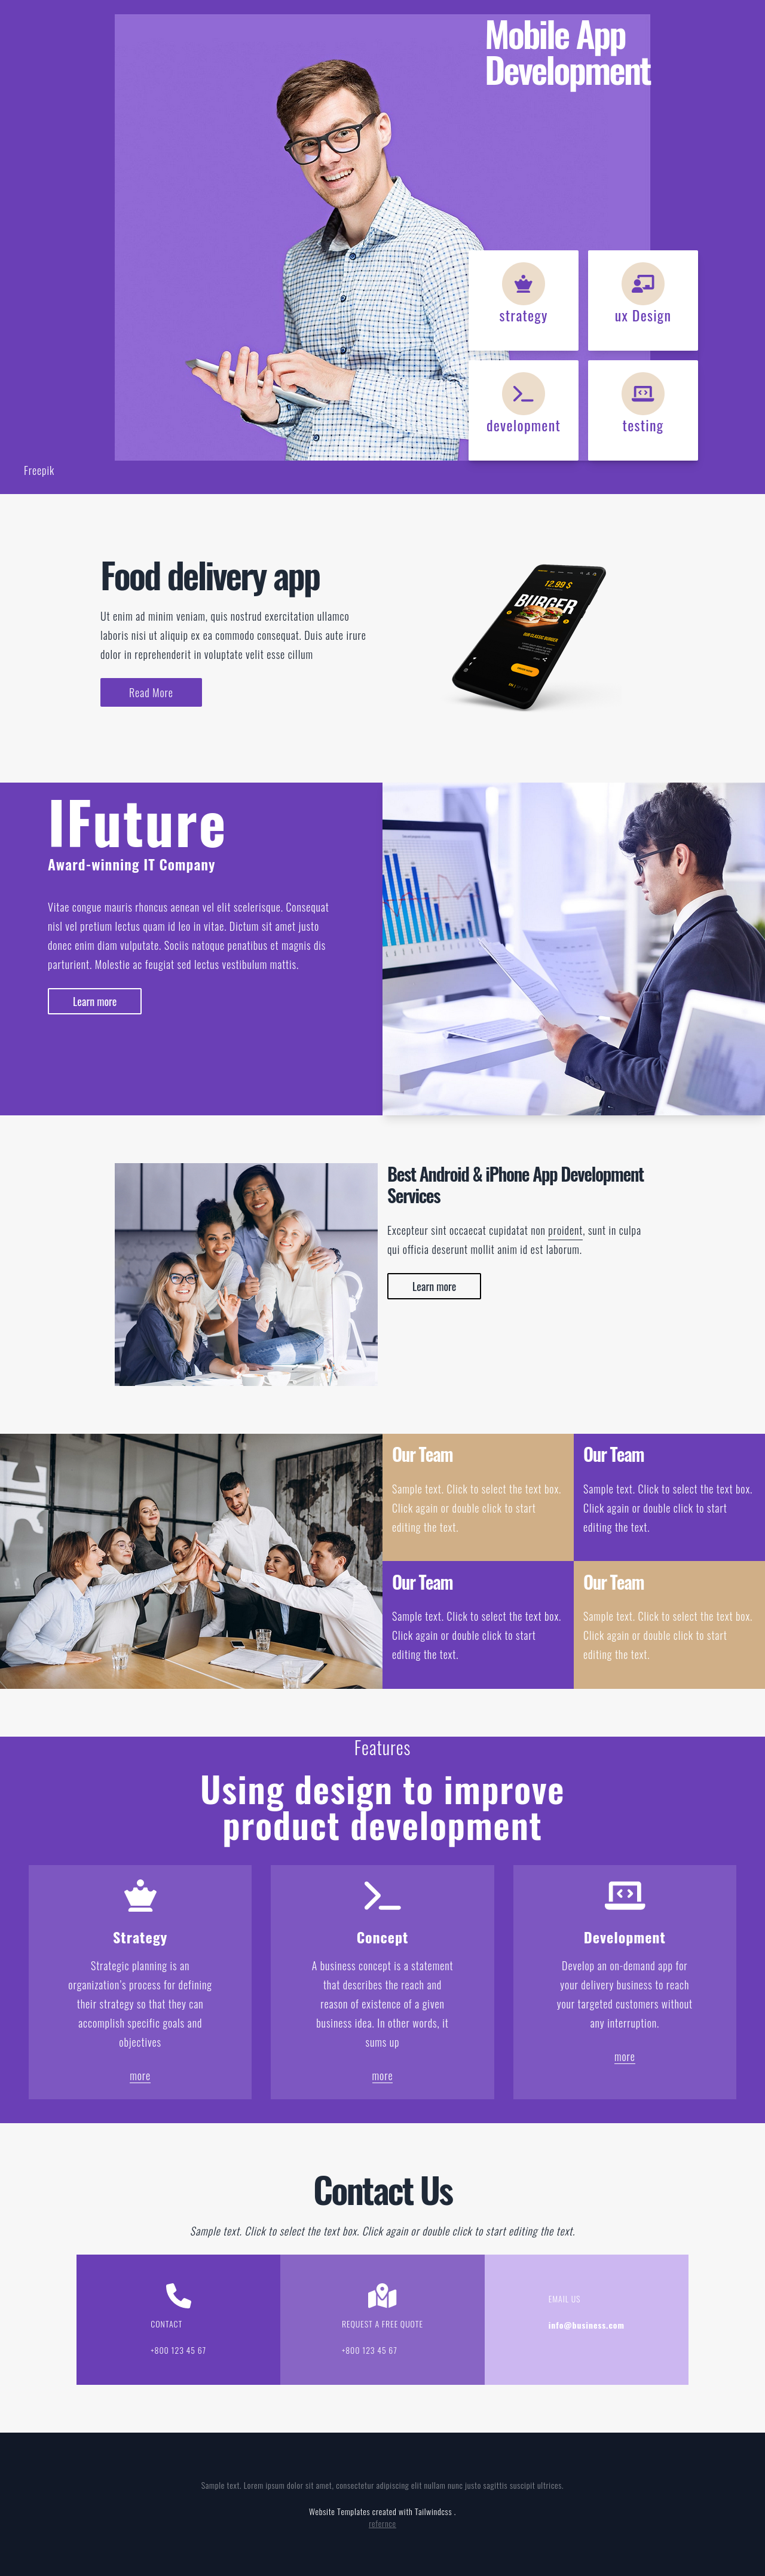 Mobile App
Development
strategy
ux Design
development
testing
Freepik
Food delivery app
Ut enim ad minim veniam, quis nostrud exercitation ullamco
laboris nisi ut aliquip ex ea commodo consequat. Duis aute irure
dolor in reprehenderit in voluptate velit esse cillum
Read More
12.99 $
BURGER
IFuture
Award-winning IT Company
Vitae congue mauris rhoncus aenean vel elit scelerisque. Consequat
nisl vel pretium lectus quam id leo in vitae. Dictum sit amet justo
donec enim diam vulputate. Sociis natoque penatibus et magnis dis
parturient. Molestie ac feugiat sed lectus vestibulum mattis.
Learn more
Best Android & iPhone App Development
Services
Excepteur sint occaecat cupidatat non proident, sunt in culpa
qui officia deserunt mollit anim id est laborum.
Learn more
Our Team
Sample text. Click to select the text box.
Click again or double click to start
editing the text.
Our Team
Sample text. Click to select the text box.
Click again or double click to start
editing the text.
Our Team
Sample text. Click to select the text box.
Click again or double click to start
editing the text.
Our Team
Sample text. Click to select the text box.
Click again or double click to start
editing the text.
Features
Using design to improve
product development
Strategy
Strategic planning is an
organization's process for defining
their strategy so that they can
accomplish specific goals and
objectives
more
Concept
A business concept is a statement
that describes the reach and
reason of existence of a given
business idea. In other words, it
sums up
more
Development
Develop an on-demand app for
your delivery business to reach
your targeted customers without
any interruption.
more
Contact Us
Sample text. Click to select the text box. Click again or double click to start editing the text.
CONTACT
+800 123 45 67
REQUEST A FREE QUOTE
+800 123 45 67
EMAIL US
info@business.com
Sample text. Lorem ipsum dolor sit amet, consectetur adipiscing elit nullam nunc justo sagittis suscipit ultrices.
Website Templates created with Tailwindcss .
refernce